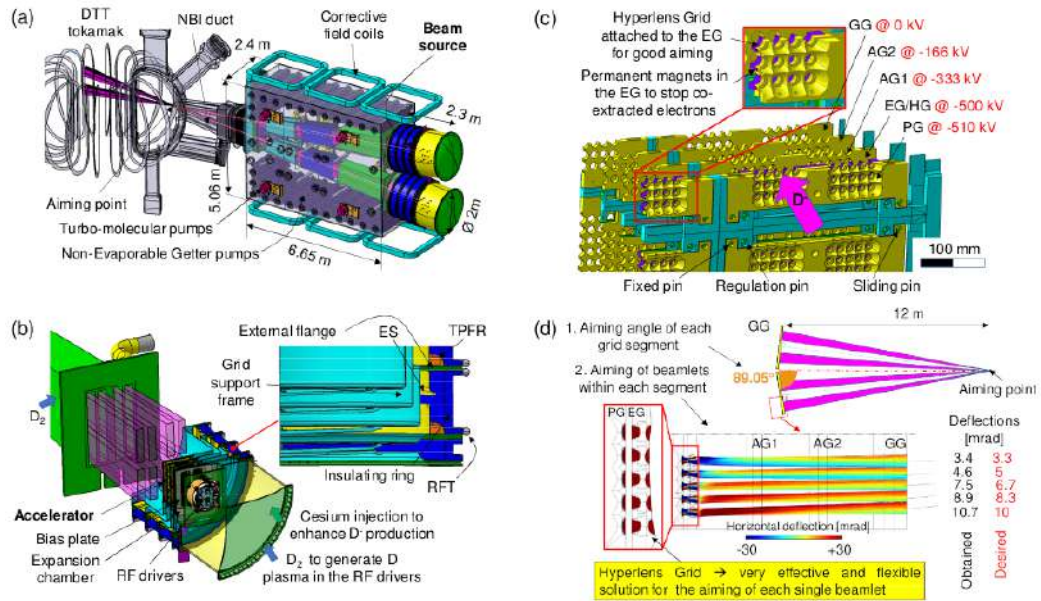 (a)
DTT
tokamak
NBI duct
Corrective
field coils
Beam
source
2.4 m
2.3 m
5.06 m
Ø 2m
6.65 m
Aiming point
Turbo-molecular pumps
Non-Evaporable Getter pumps
(b)
External flange
ES
TPFR
Grid
support
frame
D₂
Insulating ring
RFT
Accelerator
Bias plate
Expansion
chamber
RF drivers
Cesium injection to
enhance D⁻ production
D₂ to generate D
plasma in the RF drivers
(c)
Hyperlens Grid
attached to the EG
for good aiming
Permanent magnets in
the EG to stop co-
extracted electrons
GG @ 0 kV
AG2 @ -166 kV
AG1 @ -333 kV
EG/HG @ -500 kV
PG @ -510 kV
D⁻
100 mm
Fixed pin
Regulation pin
Sliding pin
(d)
1. Aiming angle of each
grid segment
2. Aiming of beamlets
within each segment
GG
12 m
89.05°
Aiming point
PG EG
AG1
AG2
GG
Deflections
[mrad]
3.4 3.3
4.6 5
7.5 6.7
8.9 8.3
10.7 10
Obtained
Desired
Horizontal deflection [mrad]
-30
+30
Hyperlens Grid → very effective and flexible
solution for the aiming of each single beamlet